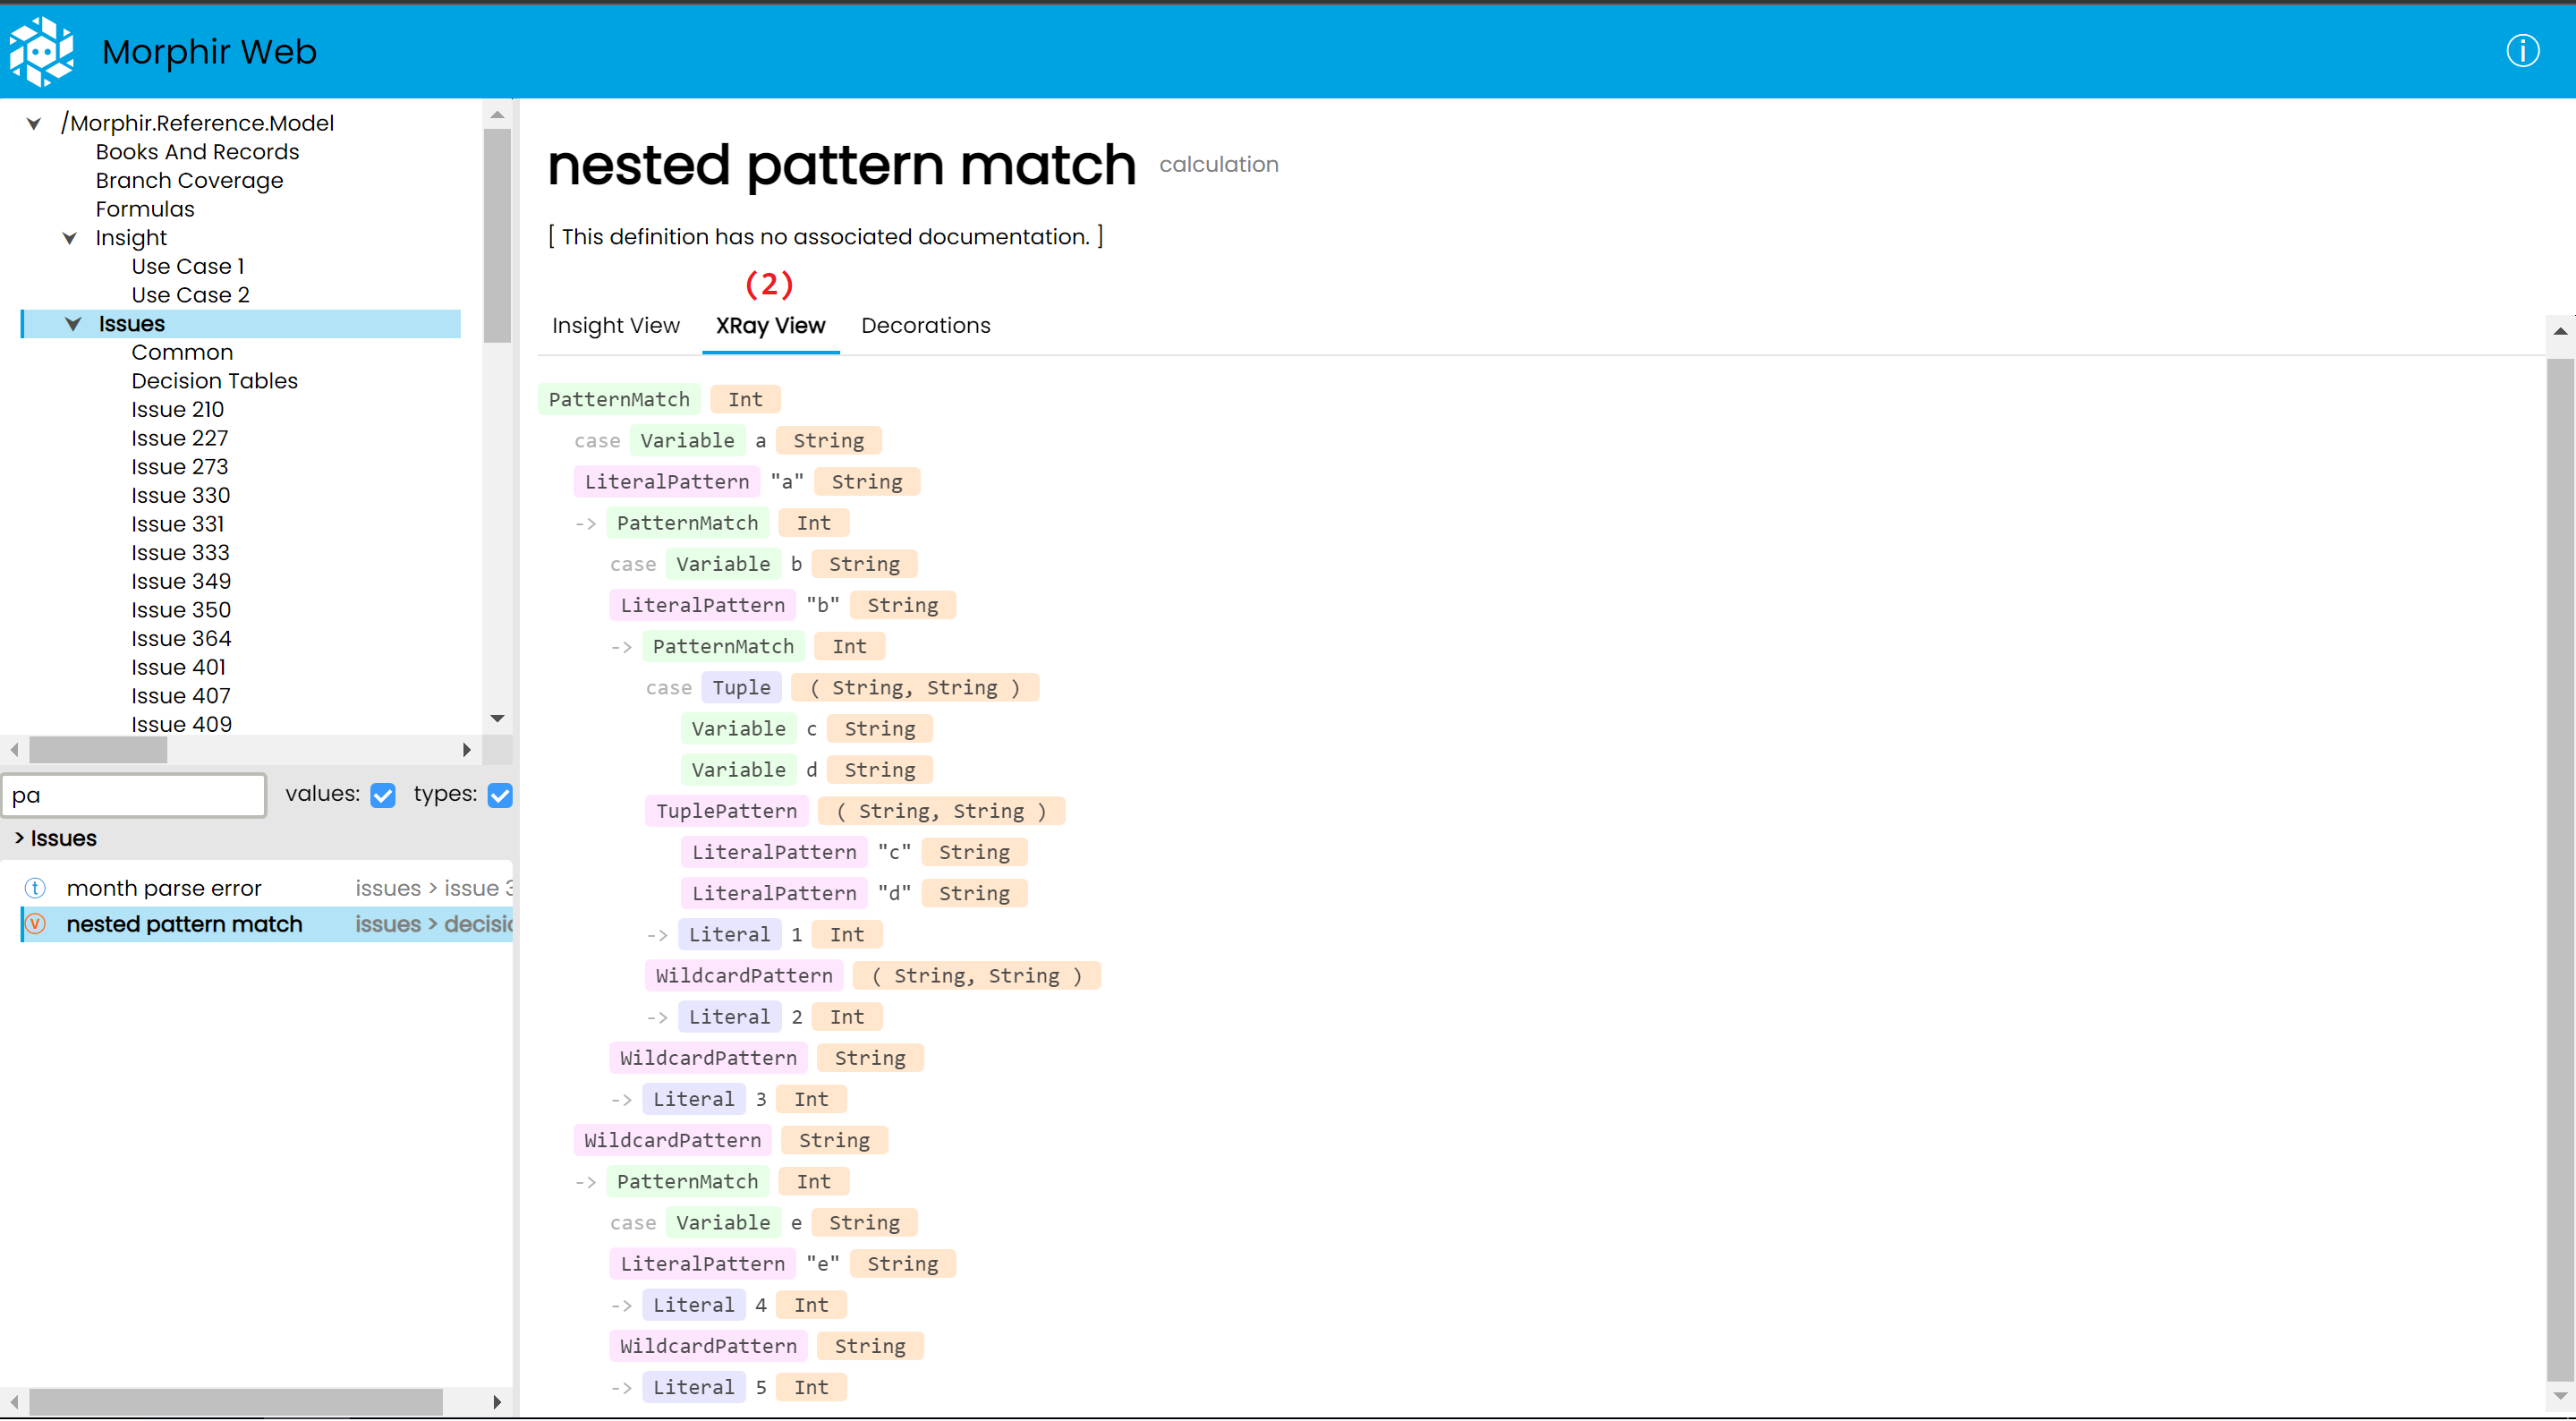 Morphir Web
/Morphir.Reference.Model
Books And Records
Branch Coverage
Formulas
Insight
Use Case 1
Use Case 2
Issues
Common
Decision Tables
Issue 210
Issue 227
Issue 273
Issue 330
Issue 331
Issue 333
Issue 349
Issue 350
Issue 364
Issue 401
Issue 407
Issue 409
pa values: types:
> Issues
t month parse error issues > issue 3
v nested pattern match issues > decisi
nested pattern match calculation
[ This definition has no associated documentation. ]
(2)
Insight View XRay View Decorations
PatternMatch Int
case Variable a String
LiteralPattern "a" String
-> PatternMatch Int
case Variable b String
LiteralPattern "b" String
-> PatternMatch Int
case Tuple ( String, String )
Variable c String
Variable d String
TuplePattern ( String, String )
LiteralPattern "c" String
LiteralPattern "d" String
-> Literal 1 Int
WildcardPattern ( String, String )
-> Literal 2 Int
WildcardPattern String
-> Literal 3 Int
WildcardPattern String
-> PatternMatch Int
case Variable e String
LiteralPattern "e" String
-> Literal 4 Int
WildcardPattern String
-> Literal 5 Int